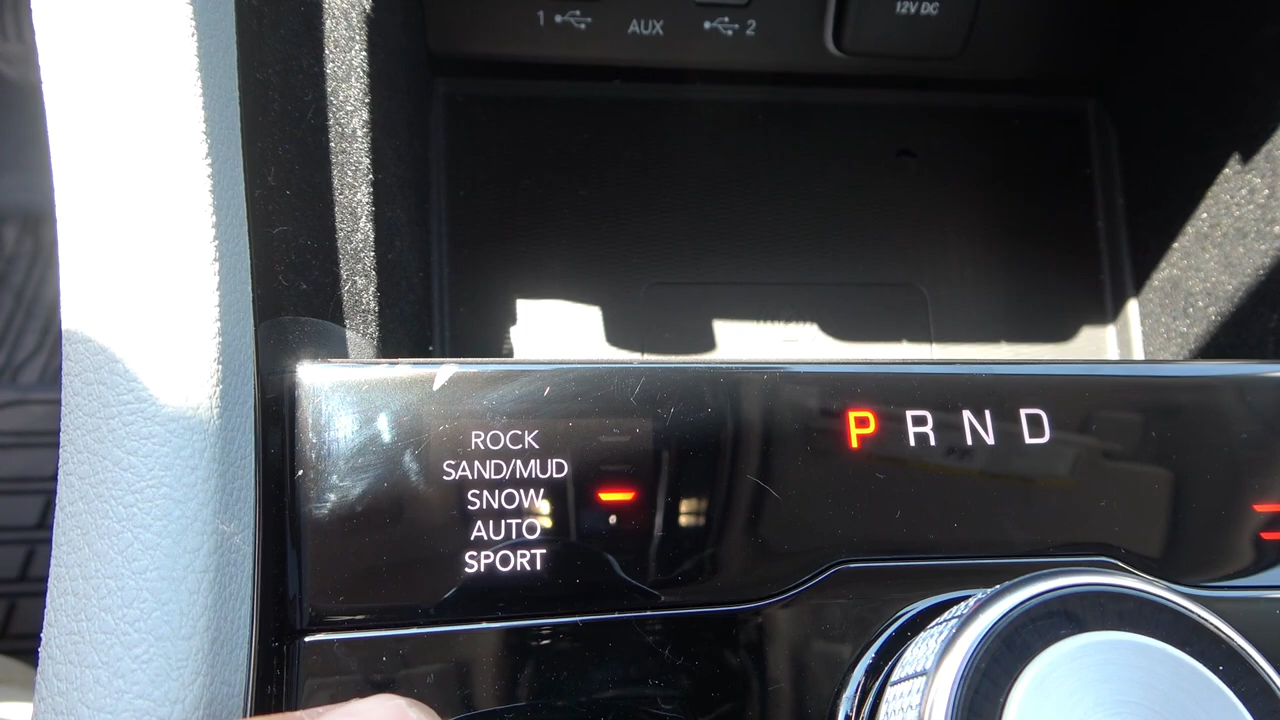 1 AUX 2 12V DC
ROCK
SAND/MUD
SNOW
AUTO
SPORT
P R N D